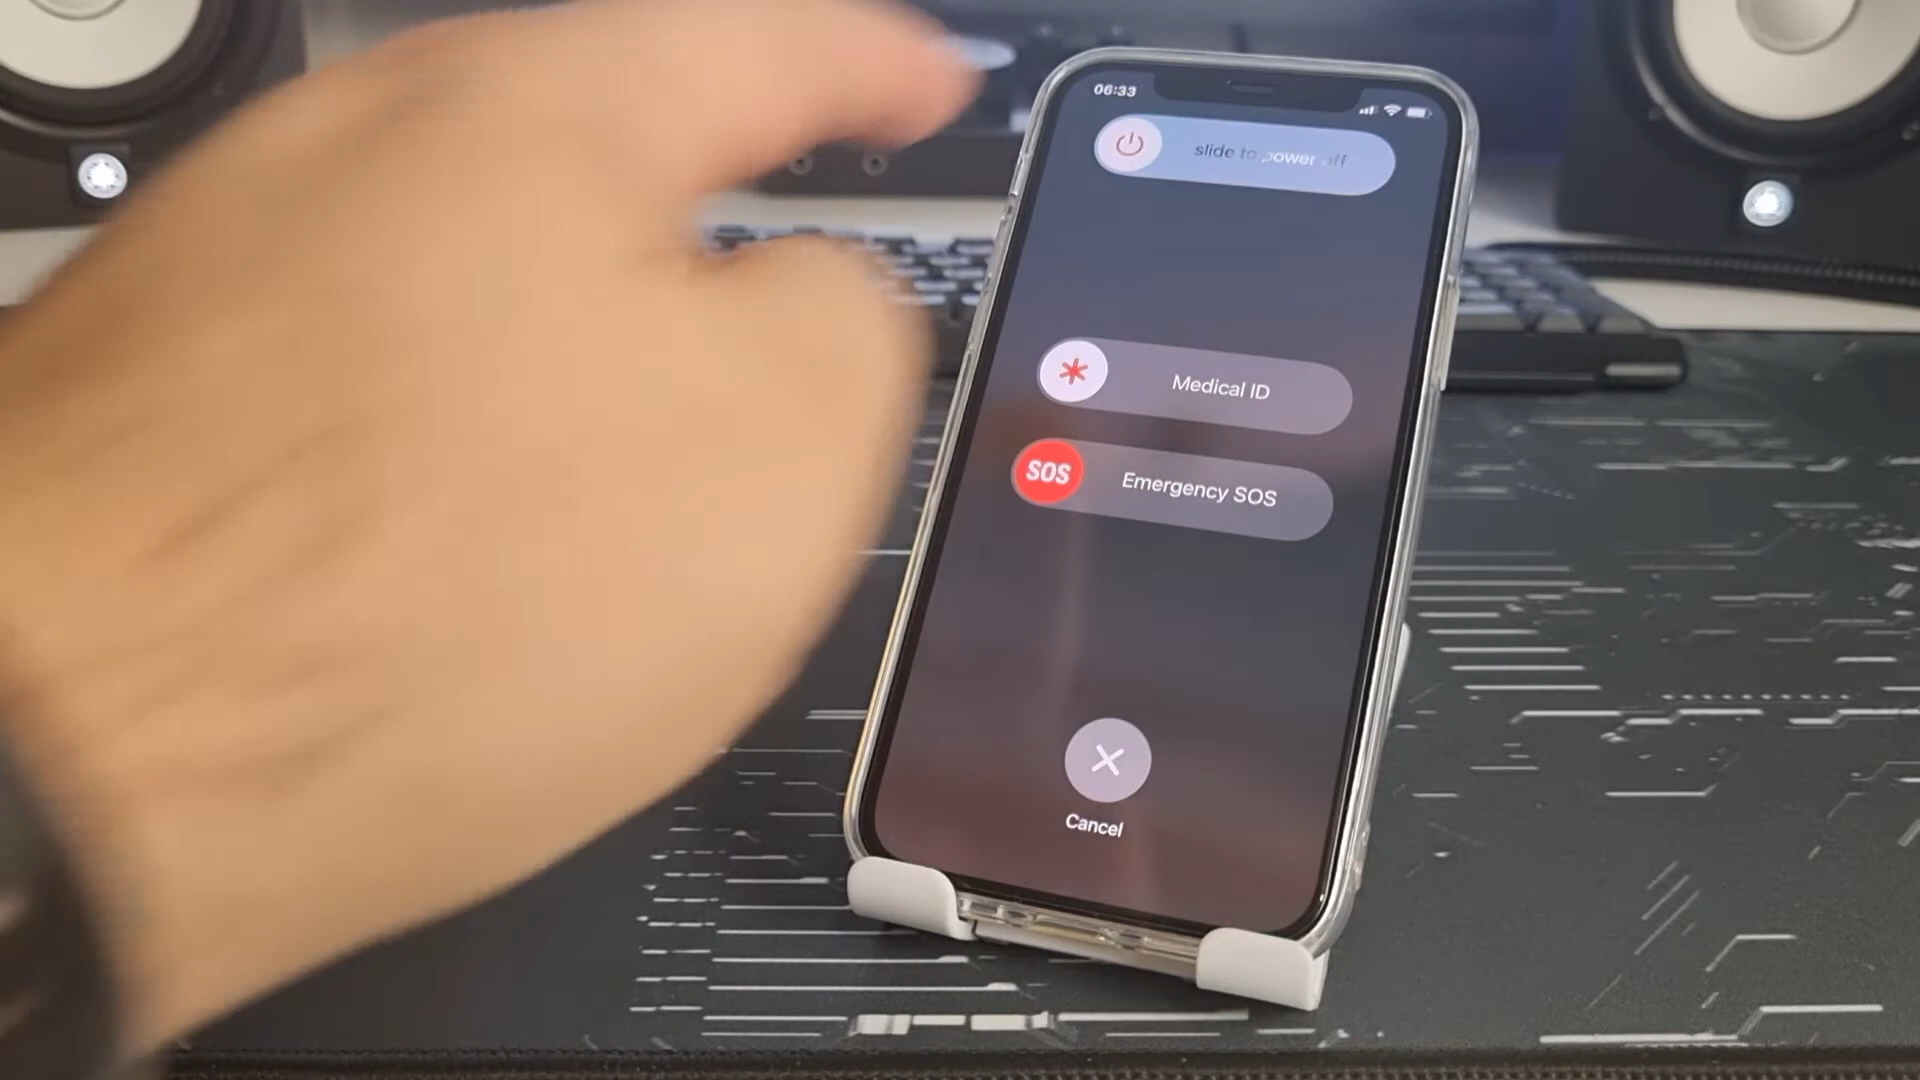 06:33
slide to power off
Medical ID
SOS
Emergency SOS
Cancel